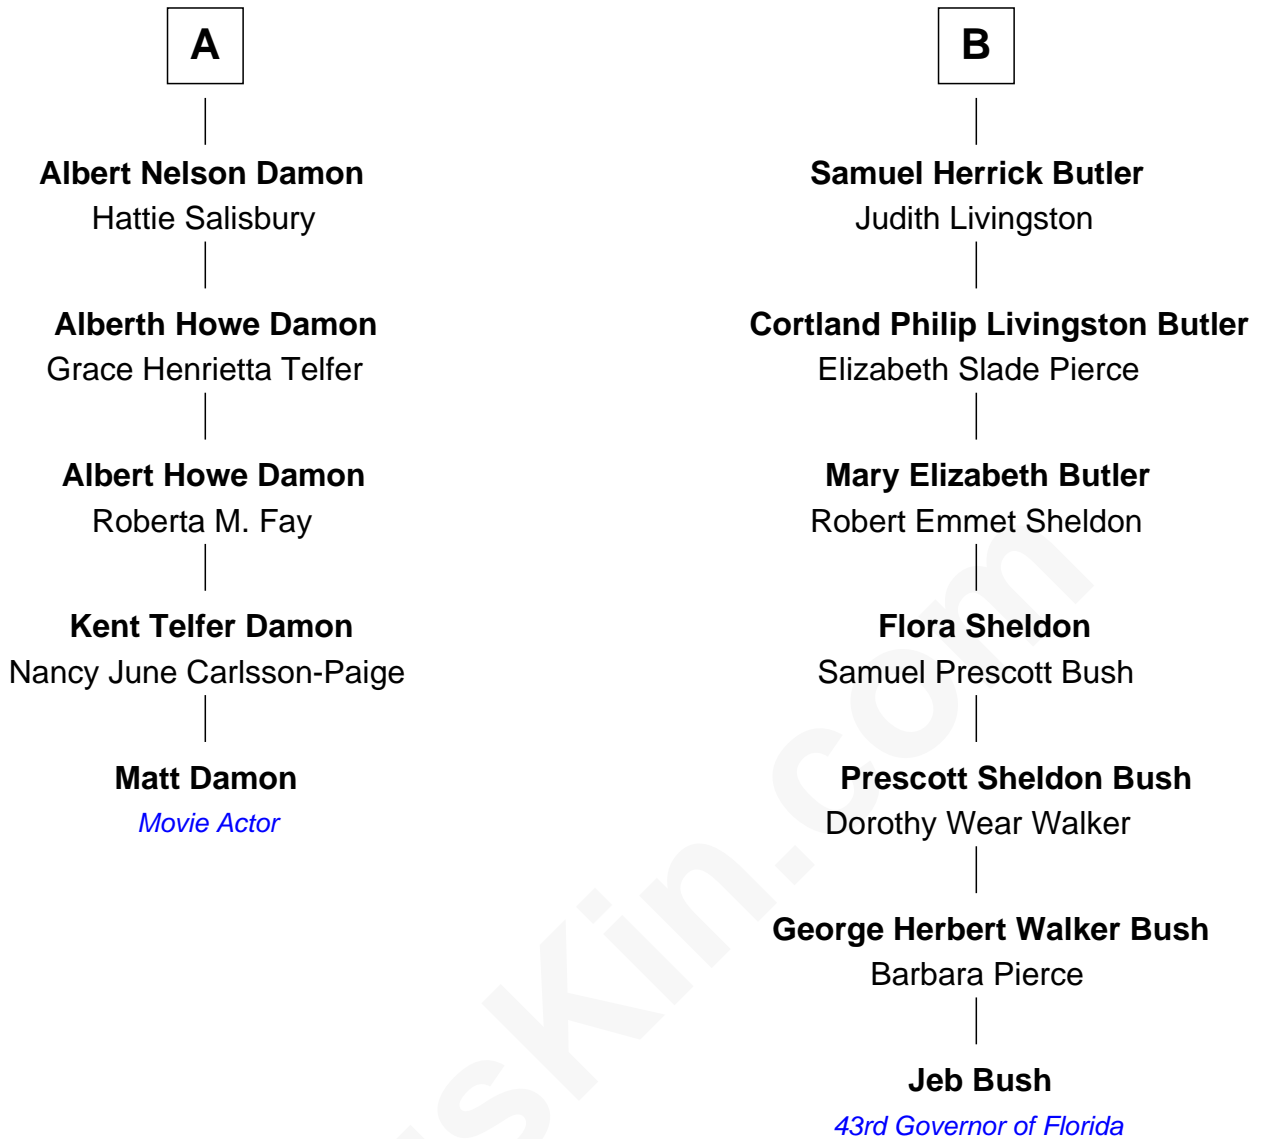 A
Albert Nelson Damon
Hattie Salisbury
Alberth Howe Damon
Grace Henrietta Telfer
Albert Howe Damon
Roberta M. Fay
Kent Telfer Damon
Nancy June Carlsson-Paige
Matt Damon
Movie Actor
B
Samuel Herrick Butler
Judith Livingston
Cortland Philip Livingston Butler
Elizabeth Slade Pierce
Mary Elizabeth Butler
Robert Emmet Sheldon
Flora Sheldon
Samuel Prescott Bush
Prescott Sheldon Bush
Dorothy Wear Walker
George Herbert Walker Bush
Barbara Pierce
Jeb Bush
43rd Governor of Florida
sKin.com